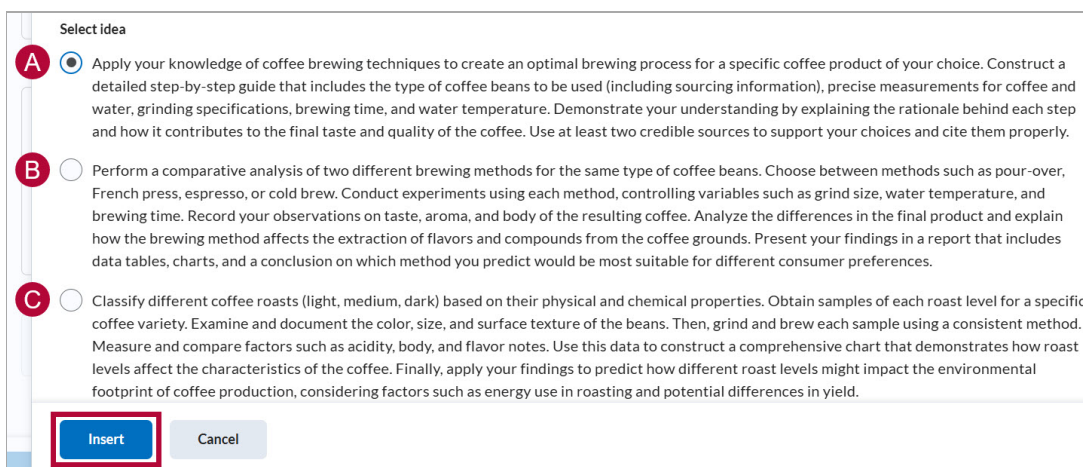 Select idea
A
Apply your knowledge of coffee brewing techniques to create an optimal brewing process for a specific coffee product of your choice. Construct a
detailed step-by-step guide that includes the type of coffee beans to be used (including sourcing information), precise measurements for coffee and
water, grinding specifications, brewing time, and water temperature. Demonstrate your understanding by explaining the rationale behind each step
and how it contributes to the final taste and quality of the coffee. Use at least two credible sources to support your choices and cite them properly.
B
Perform a comparative analysis of two different brewing methods for the same type of coffee beans. Choose between methods such as pour-over,
French press, espresso, or cold brew. Conduct experiments using each method, controlling variables such as grind size, water temperature, and
brewing time. Record your observations on taste, aroma, and body of the resulting coffee. Analyze the differences in the final product and explain
how the brewing method affects the extraction of flavors and compounds from the coffee grounds. Present your findings in a report that includes
data tables, charts, and a conclusion on which method you predict would be most suitable for different consumer preferences.
C
Classify different coffee roasts (light, medium, dark) based on their physical and chemical properties. Obtain samples of each roast level for a specific
coffee variety. Examine and document the color, size, and surface texture of the beans. Then, grind and brew each sample using a consistent method.
Measure and compare factors such as acidity, body, and flavor notes. Use this data to construct a comprehensive chart that demonstrates how roast
levels affect the characteristics of the coffee. Finally, apply your findings to predict how different roast levels might impact the environmental
footprint of coffee production, considering factors such as energy use in roasting and potential differences in yield.
Insert
Cancel